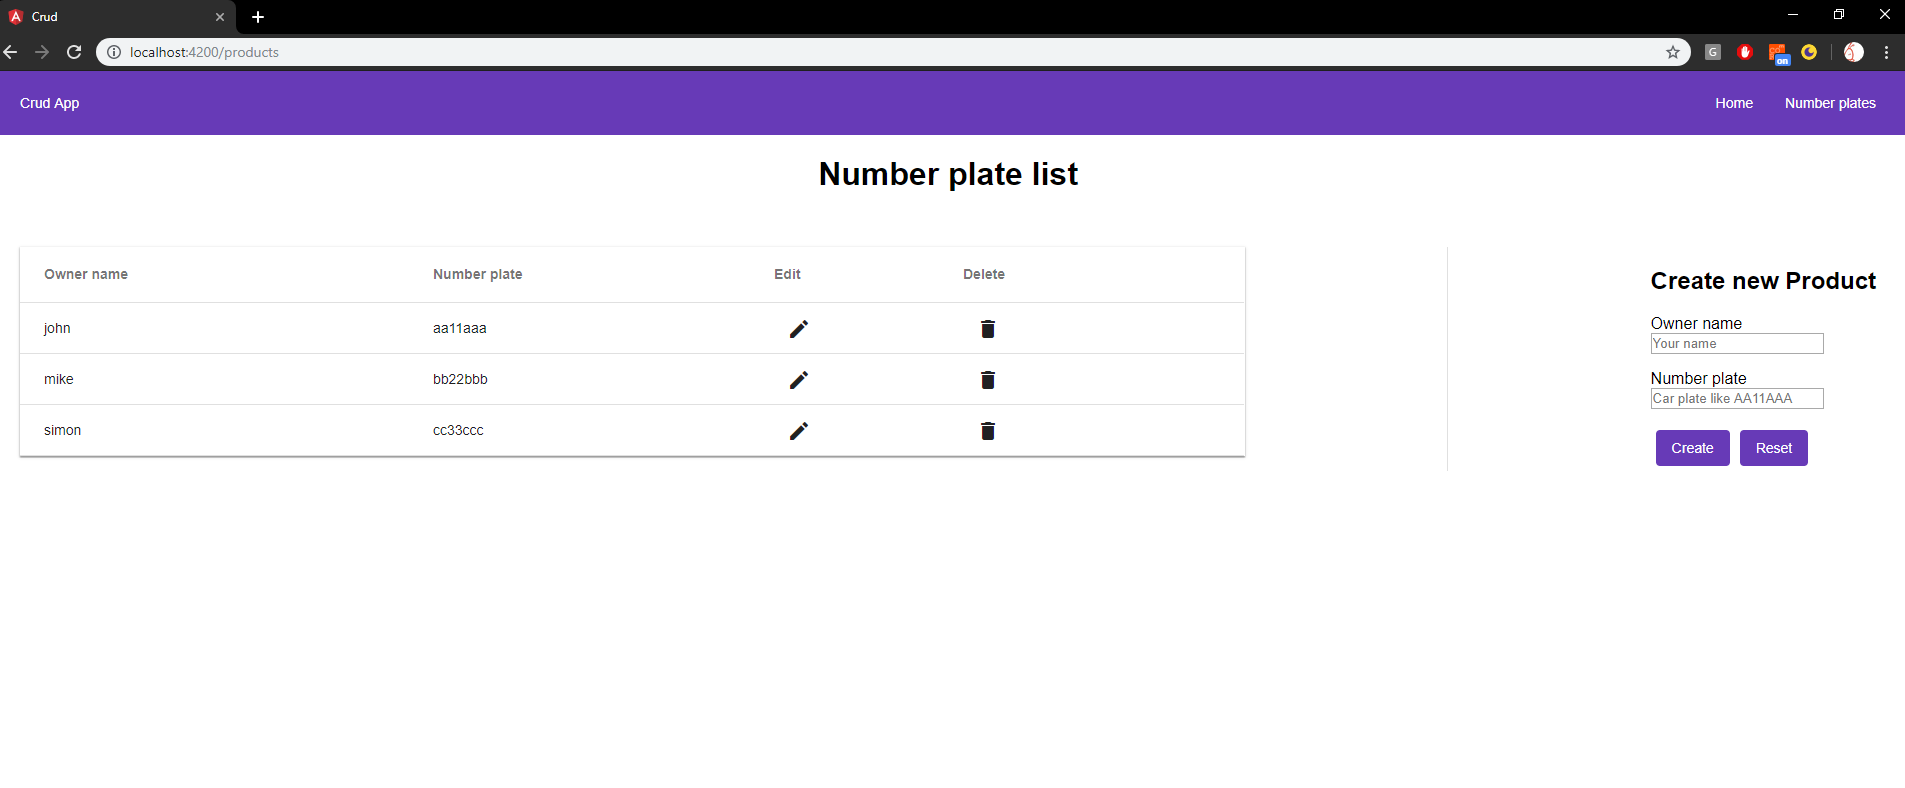 Crud
localhost:4200/products
G
on
Crud App Home Number plates
Number plate list
Owner name Number plate Edit Delete
john aa11aaa
mike bb22bbb
simon cc33ccc
Create new Product
Owner name
Your name
Number plate
Car plate like AA11AAA
Create Reset